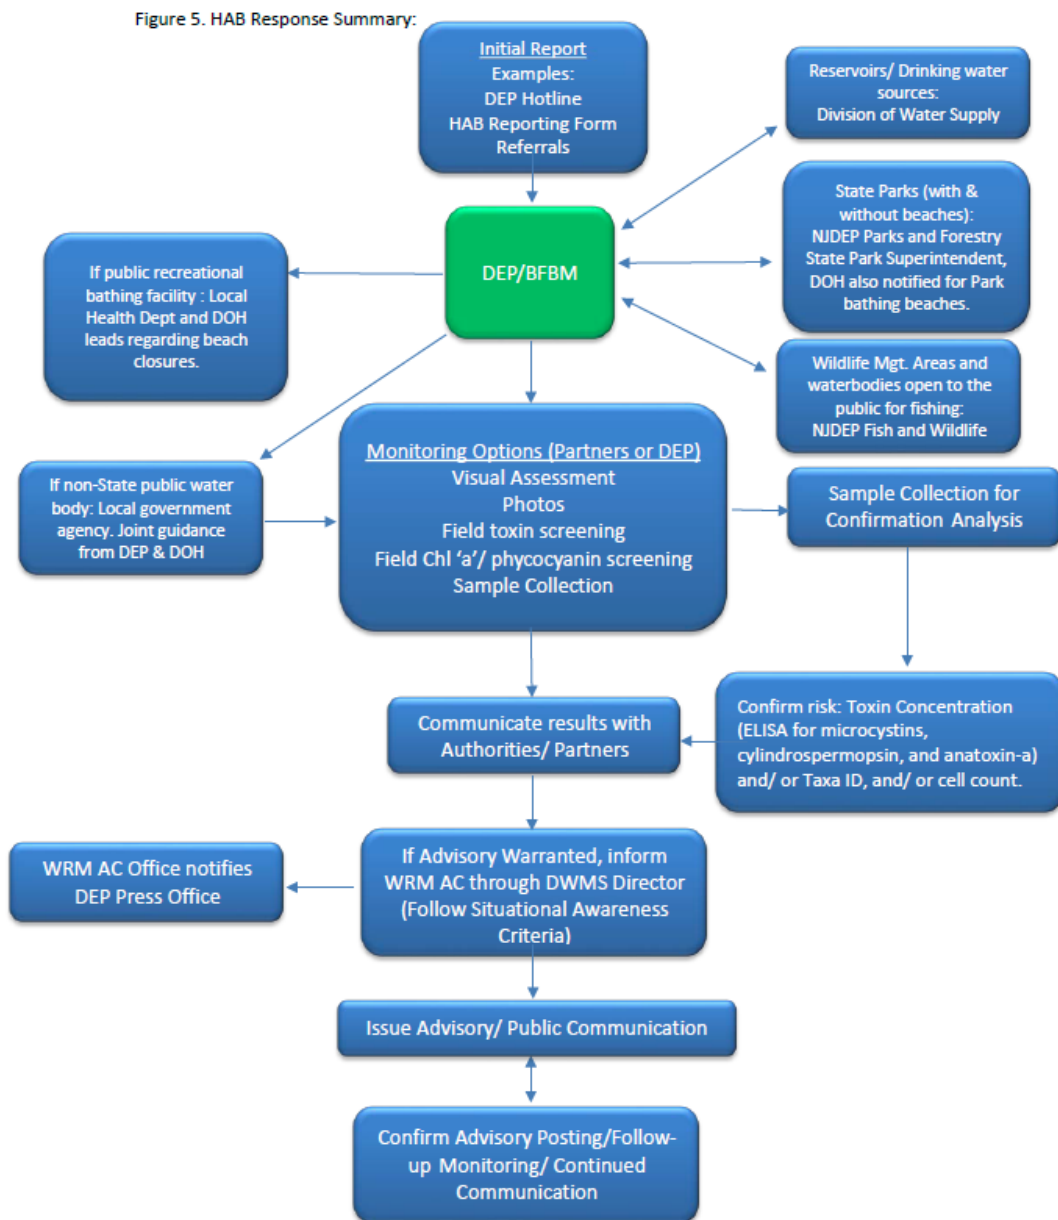 Figure 5. HAB Response Summary:
Initial Report
Examples:
DEP Hotline
HAB Reporting Form
Referrals
Reservoirs/ Drinking water
sources:
Division of Water Supply
State Parks (with &
without beaches):
NJDEP Parks and Forestry
State Park Superintendent,
DOH also notified for Park
bathing beaches.
DEP/BFBM
If public recreational
bathing facility : Local
Health Dept and DOH
leads regarding beach
closures.
Wildlife Mgt. Areas and
waterbodies open to the
public for fishing:
NJDEP Fish and Wildlife
If non-State public water
body: Local government
agency. Joint guidance
from DEP & DOH
Monitoring Options (Partners or DEP)
Visual Assessment
Photos
Field toxin screening
Field Chl ‘a’/ phycocyanin screening
Sample Collection
Sample Collection for
Confirmation Analysis
Communicate results with
Authorities/ Partners
Confirm risk: Toxin Concentration
(ELISA for microcystins,
cylindrospermopsin, and anatoxin-a)
and/ or Taxa ID, and/ or cell count.
If Advisory Warranted, inform
WRM AC through DWMS Director
(Follow Situational Awareness
Criteria)
WRM AC Office notifies
DEP Press Office
Issue Advisory/ Public Communication
Confirm Advisory Posting/Follow-
up Monitoring/ Continued
Communication